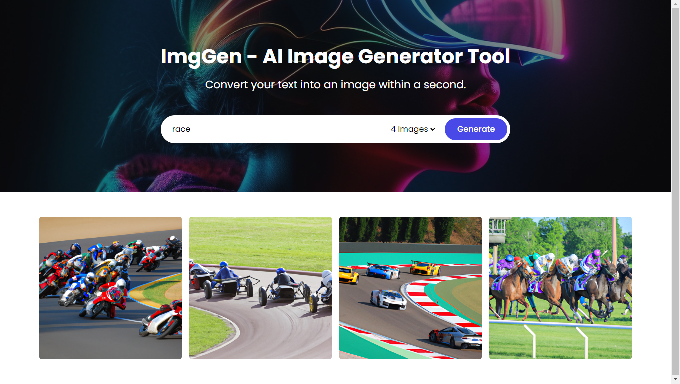 ImgGen - AI Image Generator Tool
Convert your text into an image within a second.
race
4 Images
Generate